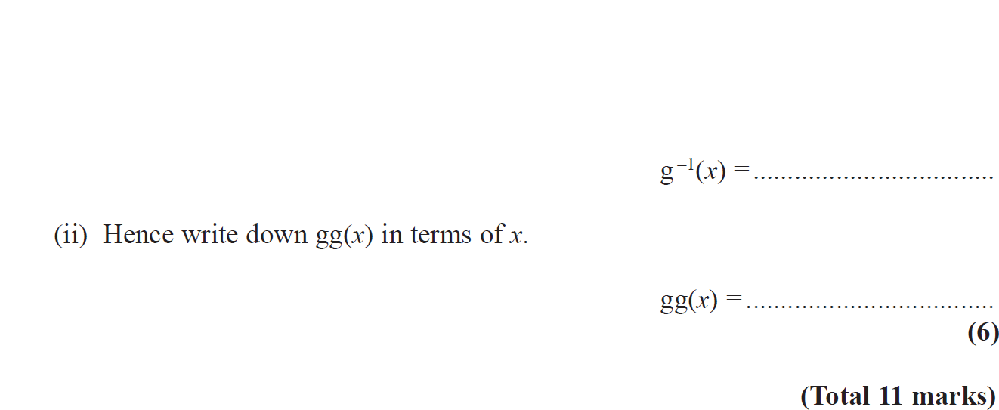 g⁻¹(x) = ..................................
(ii) Hence write down gg(x) in terms of x.
gg(x) = ....................................
(6)
(Total 11 marks)